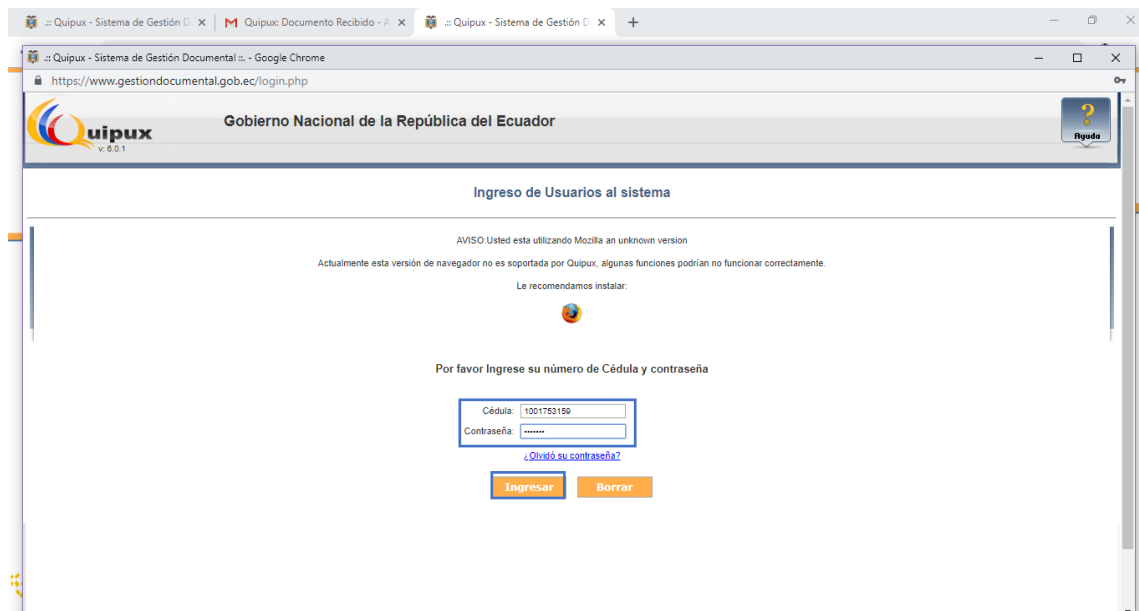 .:: Quipux - Sistema de Gestión D
Quipux: Documento Recibido - A
.:: Quipux - Sistema de Gestión D
.:: Quipux - Sistema de Gestión Documental ::. - Google Chrome
https://www.gestiondocumental.gob.ec/login.php
Quipux
v: 6.0.1
Gobierno Nacional de la República del Ecuador
?
Ayuda
Ingreso de Usuarios al sistema
AVISO:Usted esta utilizando Mozilla an unknown version
Actualmente esta versión de navegador no es soportada por Quipux, algunas funciones podrían no funcionar correctamente.
Le recomendamos instalar:
Por favor Ingrese su número de Cédula y contraseña
Cédula: 1001753159
Contraseña: •••••••
¿Olvidó su contraseña?
Ingresar Borrar